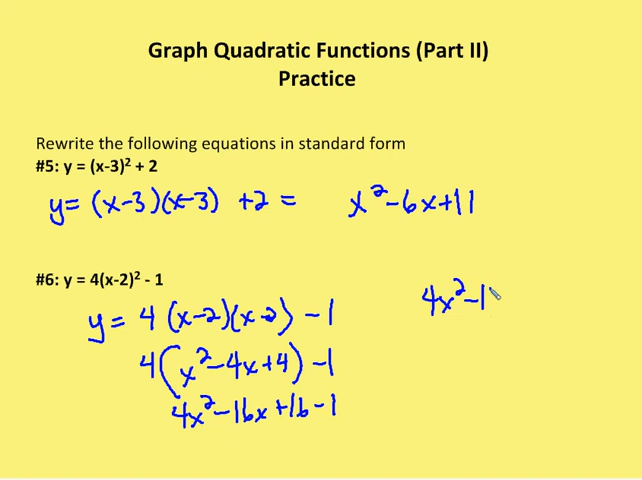 Graph Quadratic Functions (Part II)
Practice
Rewrite the following equations in standard form
#5: y = (x-3)² + 2
y= (x-3)(x-3) +2 = x²-6x+11
#6: y = 4(x-2)² - 1
y = 4 (x-2)(x-2) - 1
4x²-1
4(x²-4x+4) -1
4x²-16x+16-1